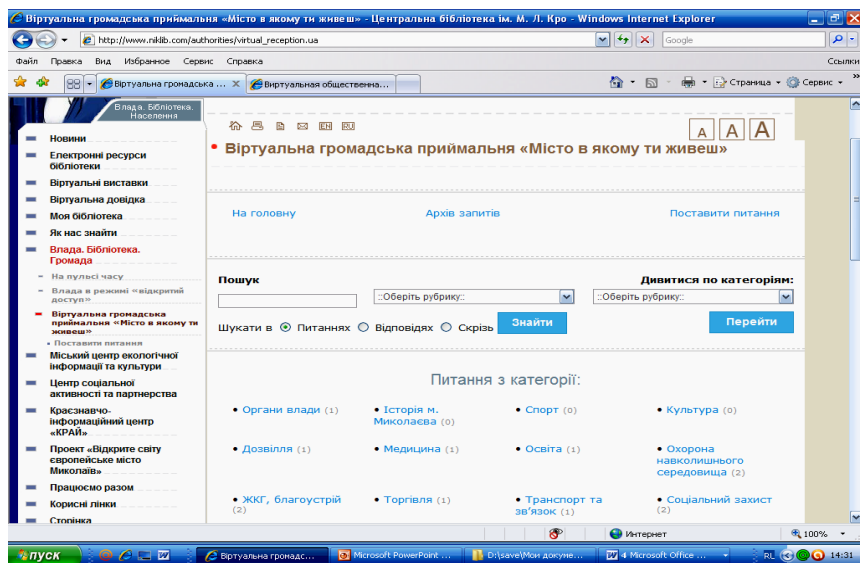 Віртуальна громадська приймальня «Місто в якому ти живеш» - Центральна бібліотека ім. М. Л. Кро - Windows Internet Explorer
http://www.niklib.com/authorities/virtual_reception.ua
Google
Файл Правка Вид Избранное Сервис Справка
Ссылки
Віртуальна громадська ...
Виртуальная общественна...
Страница
Сервис
Влада. Бібліотека.
Населення
Новини
Електронні ресурси
бібліотеки
Віртуальні виставки
Віртуальна довідка
Моя бібліотека
Як нас знайти
Влада. Бібліотека.
Громада
На пульсі часу
Влада в режимі «відкритий
доступ»
Віртуальна громадська
приймальня «Місто в якому ти
живеш»
Поставити питання
Міський центр екологічної
інформації та культури
Центр соціальної
активності та партнерства
Краєзнавчо-
інформаційний центр
«КРАЙ»
Проект «Відкрите світу
європейське місто
Миколаїв»
Працюємо разом
Корисні лінки
Сторінка
EN RU
A A A
Віртуальна громадська приймальня «Місто в якому ти живеш»
На головну
Архів запитів
Поставити питання
Пошук
Дивитися по категоріям:
::Оберіть рубрику::
::Оберіть рубрику::
Шукати в Питаннях Відповідях Скрізь
Знайти
Перейти
Питання з категорії:
Органи влади (1)
Історія м.
Миколаєва (0)
Спорт (0)
Культура (0)
Дозвілля (1)
Медицина (1)
Освіта (1)
Охорона
навколишнього
середовища (2)
ЖКГ, благоустрій
(2)
Торгівля (1)
Транспорт та
зв'язок (1)
Соціальний захист
(2)
Интернет
100%
пуск
Віртуальна громадс...
Microsoft PowerPoint ...
D:\save\Мои докуме...
4 Microsoft Office ...
RU
14:31